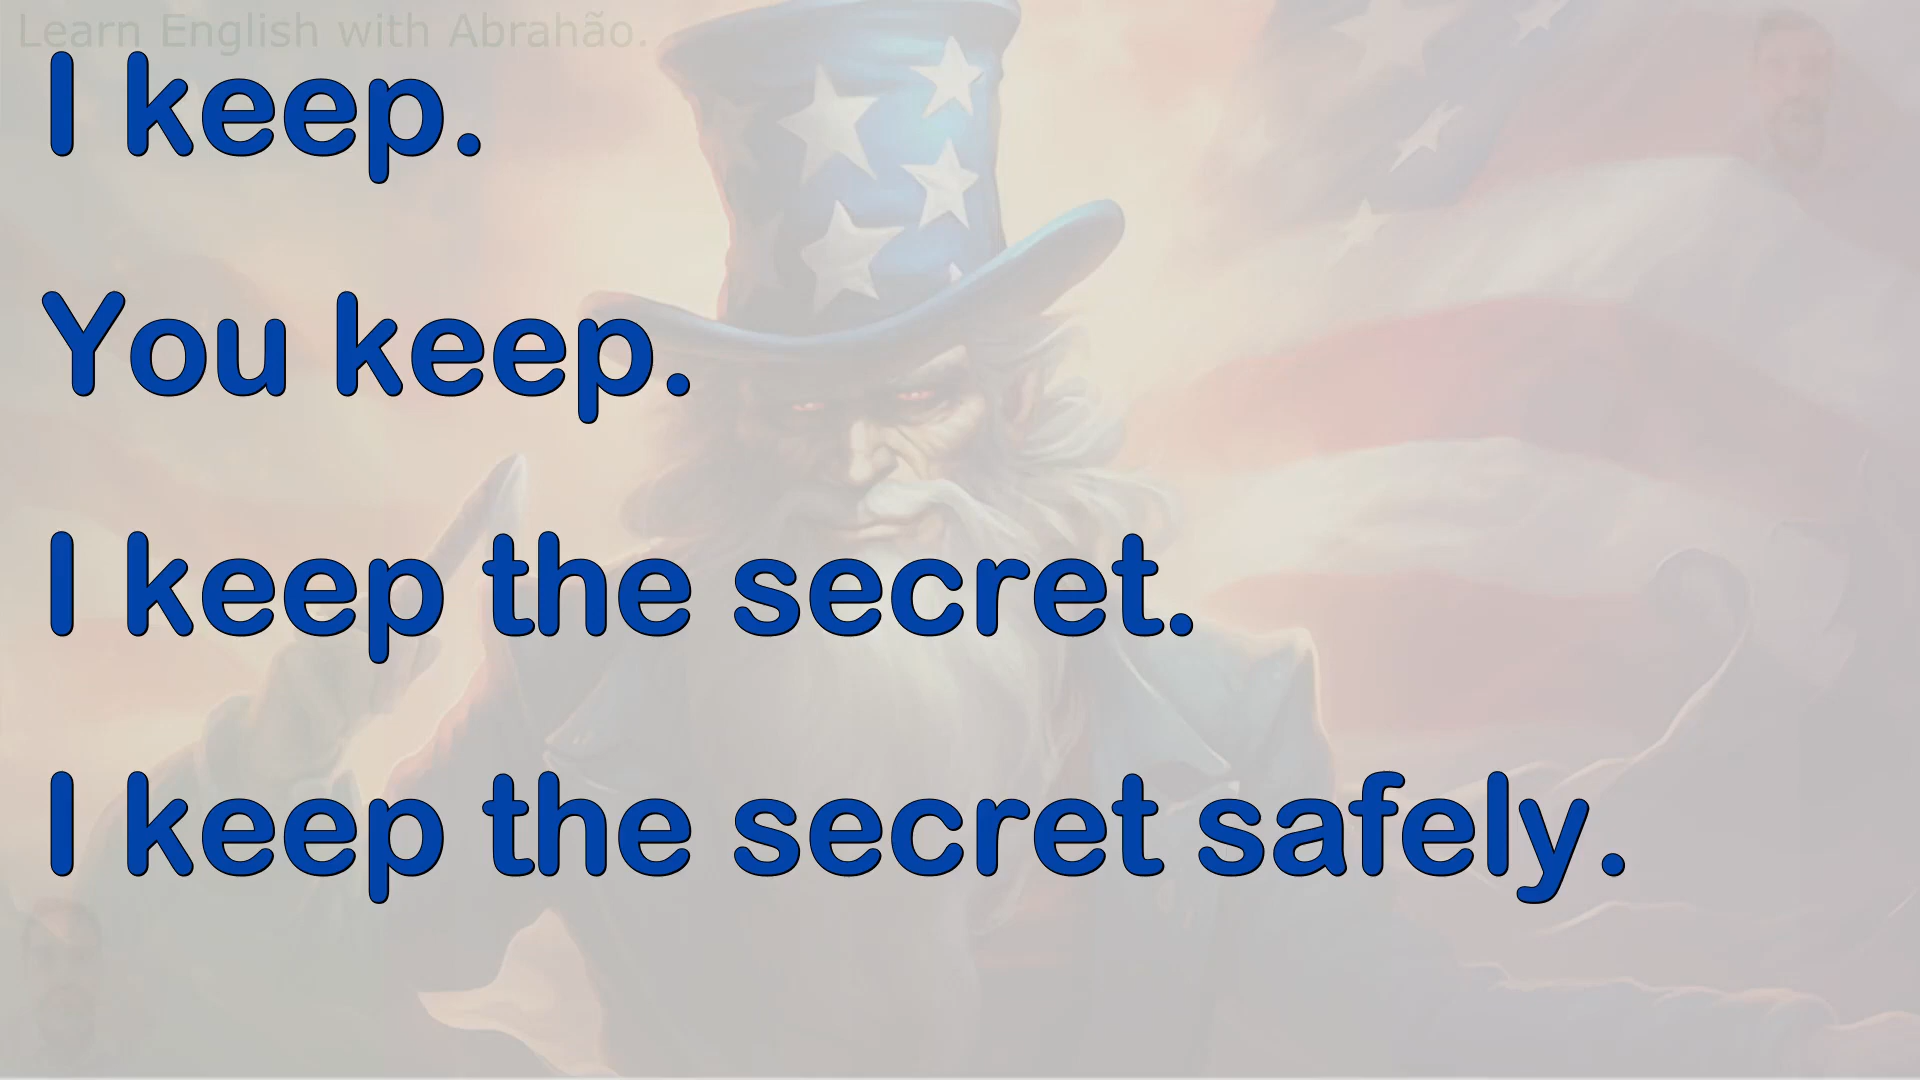 Learn English with Abrahão.
I keep.
You keep.
I keep the secret.
I keep the secret safely.